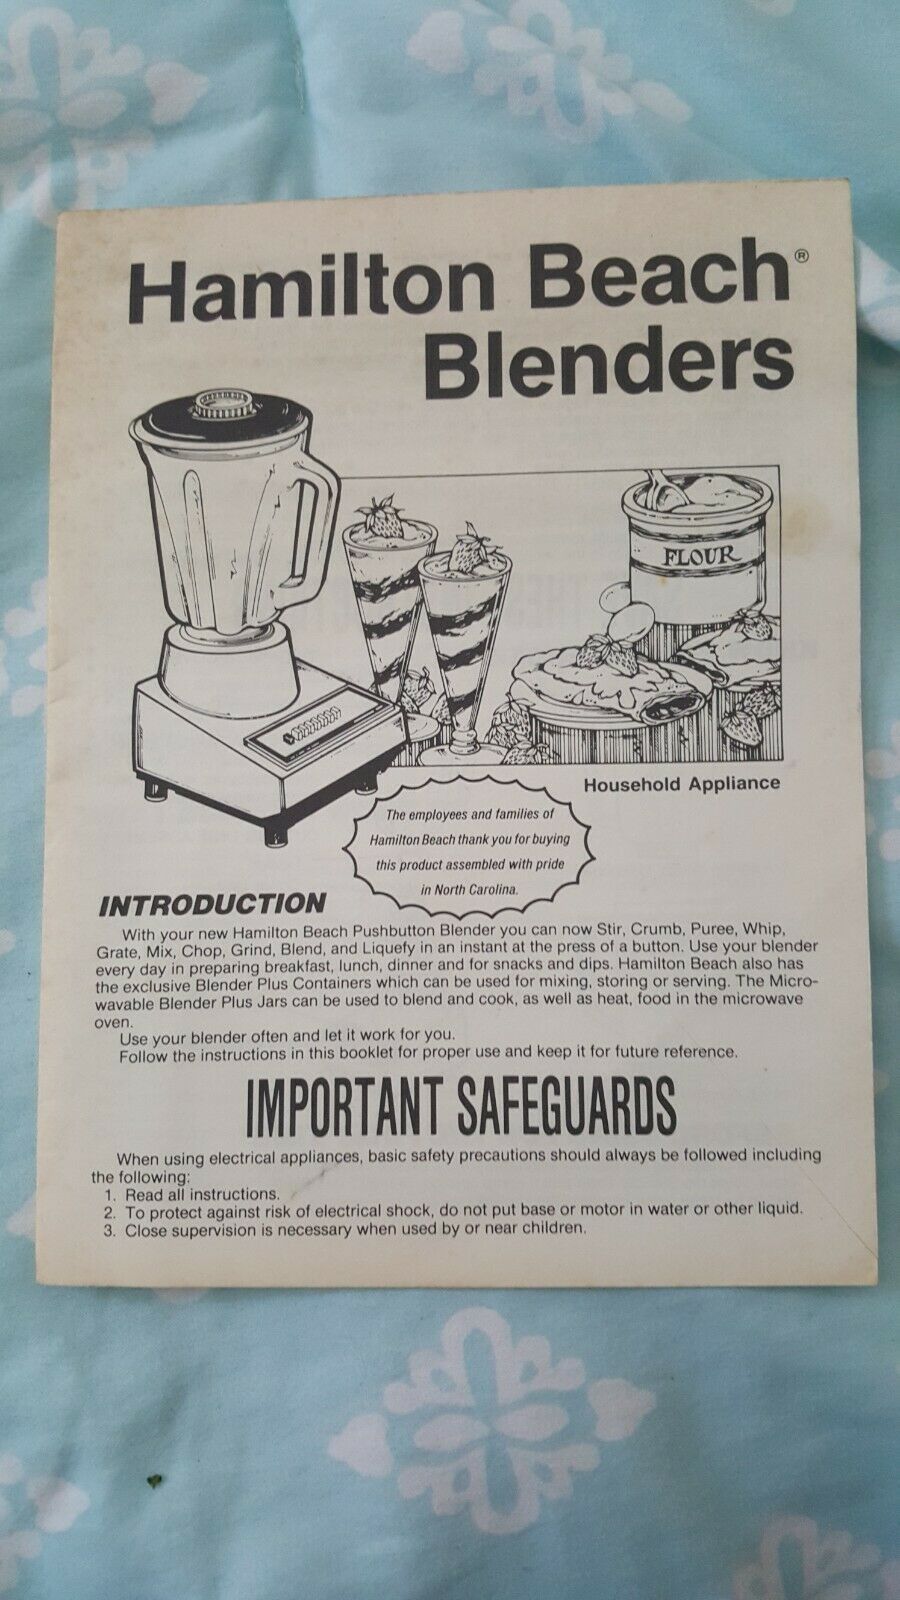 Hamilton Beach®
Blenders
FLOUR
Household Appliance
The employees and families of
Hamilton Beach thank you for buying
this product assembled with pride
in North Carolina.
INTRODUCTION
With your new Hamilton Beach Pushbutton Blender you can now Stir, Crumb, Puree, Whip,
Grate, Mix, Chop, Grind, Blend, and Liquefy in an instant at the press of a button. Use your blender
every day in preparing breakfast, lunch, dinner and for snacks and dips. Hamilton Beach also has
the exclusive Blender Plus Containers which can be used for mixing, storing or serving. The Micro-
wavable Blender Plus Jars can be used to blend and cook, as well as heat, food in the microwave
oven.
Use your blender often and let it work for you.
Follow the instructions in this booklet for proper use and keep it for future reference.
IMPORTANT SAFEGUARDS
When using electrical appliances, basic safety precautions should always be followed including
the following:
1. Read all instructions.
2. To protect against risk of electrical shock, do not put base or motor in water or other liquid.
3. Close supervision is necessary when used by or near children.